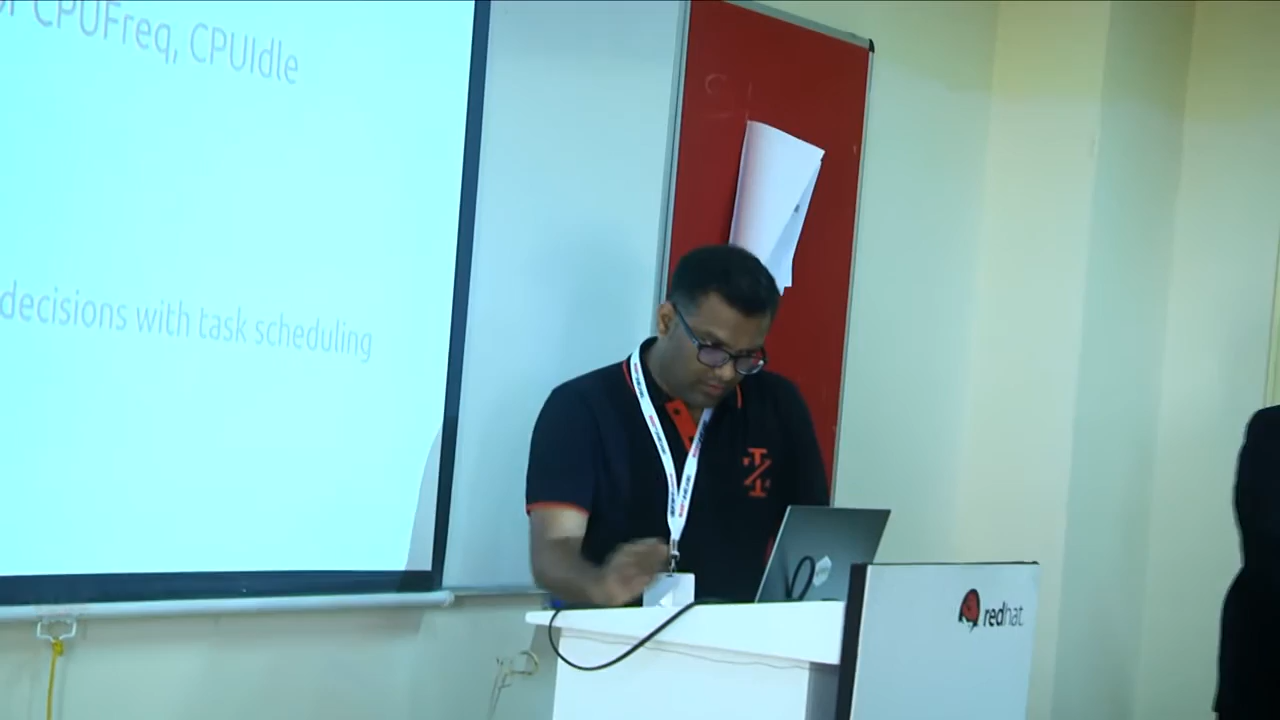 CPUFreq, CPUIdle
decisions with task scheduling
redhat